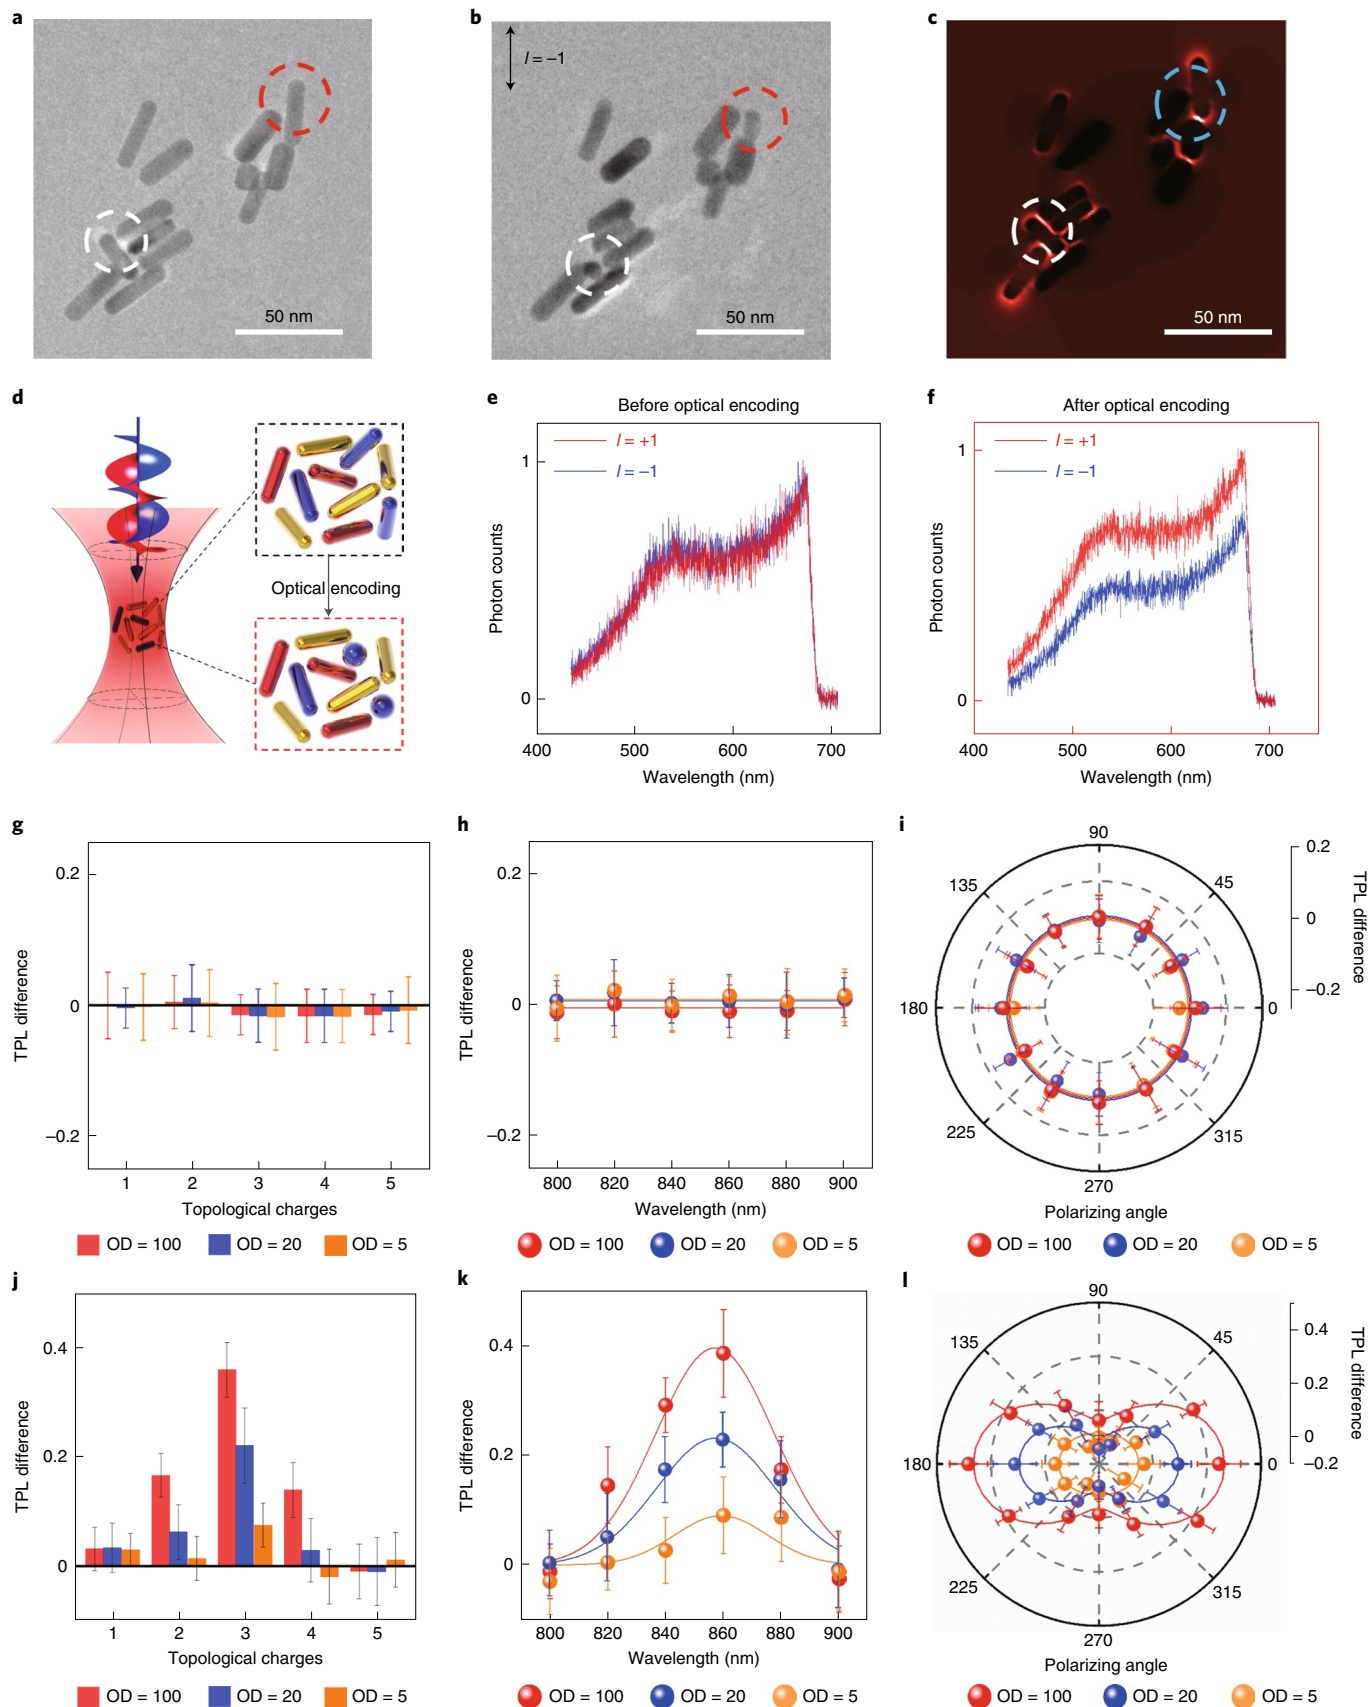 a
b
c
l = −1
50 nm
50 nm
50 nm
d
e
f
Before optical encoding
After optical encoding
l = +1
l = −1
l = +1
l = −1
Optical encoding
Photon counts
1
0
400
500
600
700
Wavelength (nm)
Photon counts
1
0
400
500
600
700
Wavelength (nm)
g
TPL difference
0.2
0
−0.2
1
2
3
4
5
Topological charges
OD = 100
OD = 20
OD = 5
h
TPL difference
0.2
0
−0.2
800
820
840
860
880
900
Wavelength (nm)
OD = 100
OD = 20
OD = 5
i
90
45
0
315
270
225
180
135
0.2
0
−0.2
TPL difference
Polarizing angle
OD = 100
OD = 20
OD = 5
j
TPL difference
0.4
0.2
0
1
2
3
4
5
Topological charges
OD = 100
OD = 20
OD = 5
k
TPL difference
0.4
0.2
0
800
820
840
860
880
900
Wavelength (nm)
OD = 100
OD = 20
OD = 5
l
90
45
0
315
270
225
180
135
0.4
0.2
0
−0.2
TPL difference
Polarizing angle
OD = 100
OD = 20
OD = 5